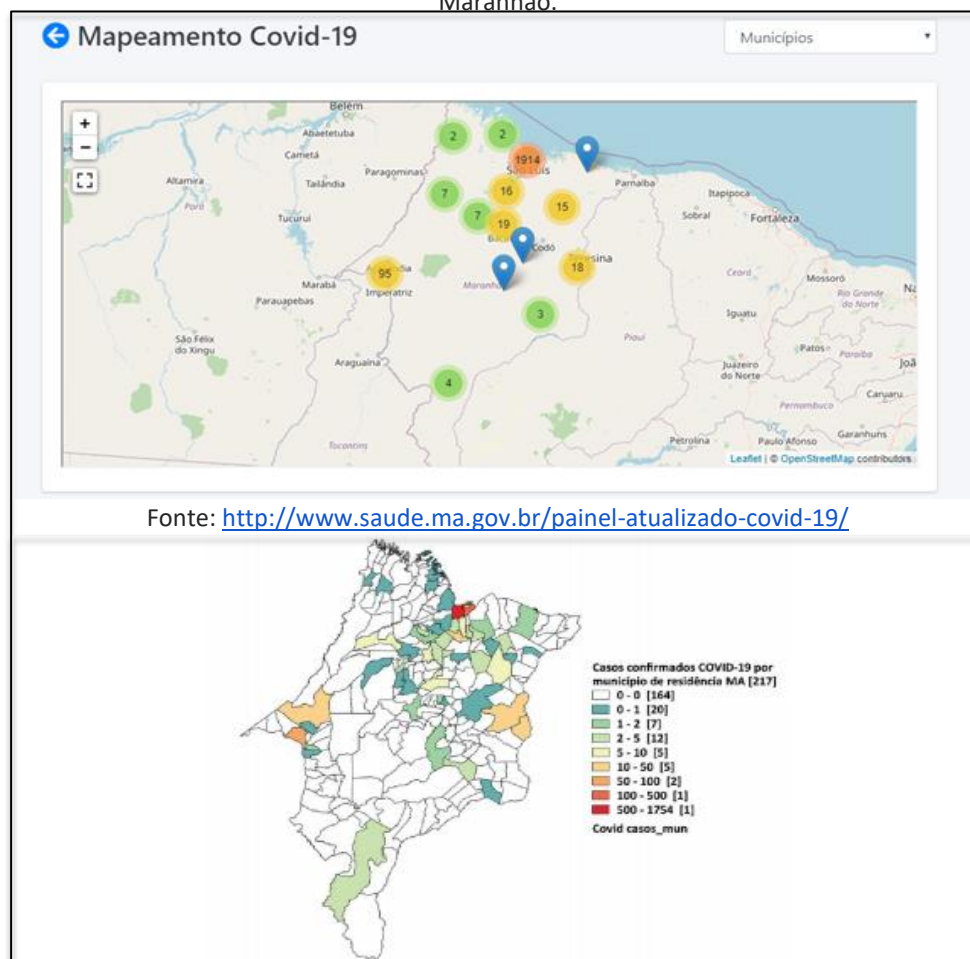 Maranhão.
Mapeamento Covid-19
Municípios
+
−
Belém
Abaetetuba
Cametá
Paragominas
Altamira
Tailândia
Pará
Tucuruí
Marabá
Parauapebas
Imperatriz
São Félix
do Xingu
Araguaína
Tocantins
2
2
1914
São Luís
7
16
15
7
19
Codó
95
18
3
4
Parnaíba
Itapipoca
Sobral
Fortaleza
Ceará
Mossoró
Rio Grande
do Norte
Iguatu
Piauí
Patos
Paraíba
Juazeiro
do Norte
Caruaru
Pernambuco
Garanhuns
Petrolina
Paulo Afonso
Leaflet | © OpenStreetMap contributors
Fonte: http://www.saude.ma.gov.br/painel-atualizado-covid-19/
Casos confirmados COVID-19 por
município de residência MA [217]
0 - 0 [164]
0 - 1 [20]
1 - 2 [7]
2 - 5 [12]
5 - 10 [5]
10 - 50 [5]
50 - 100 [2]
100 - 500 [1]
500 - 1754 [1]
Covid casos_mun